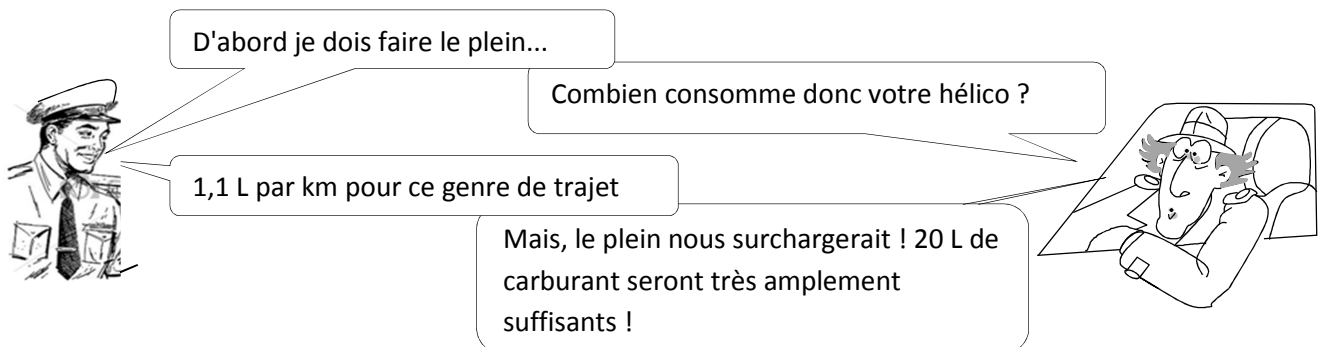 D'abord je dois faire le plein...
Combien consomme donc votre hélico ?
1,1 L par km pour ce genre de trajet
Mais, le plein nous surchargerait ! 20 L de
carburant seront très amplement
suffisants !